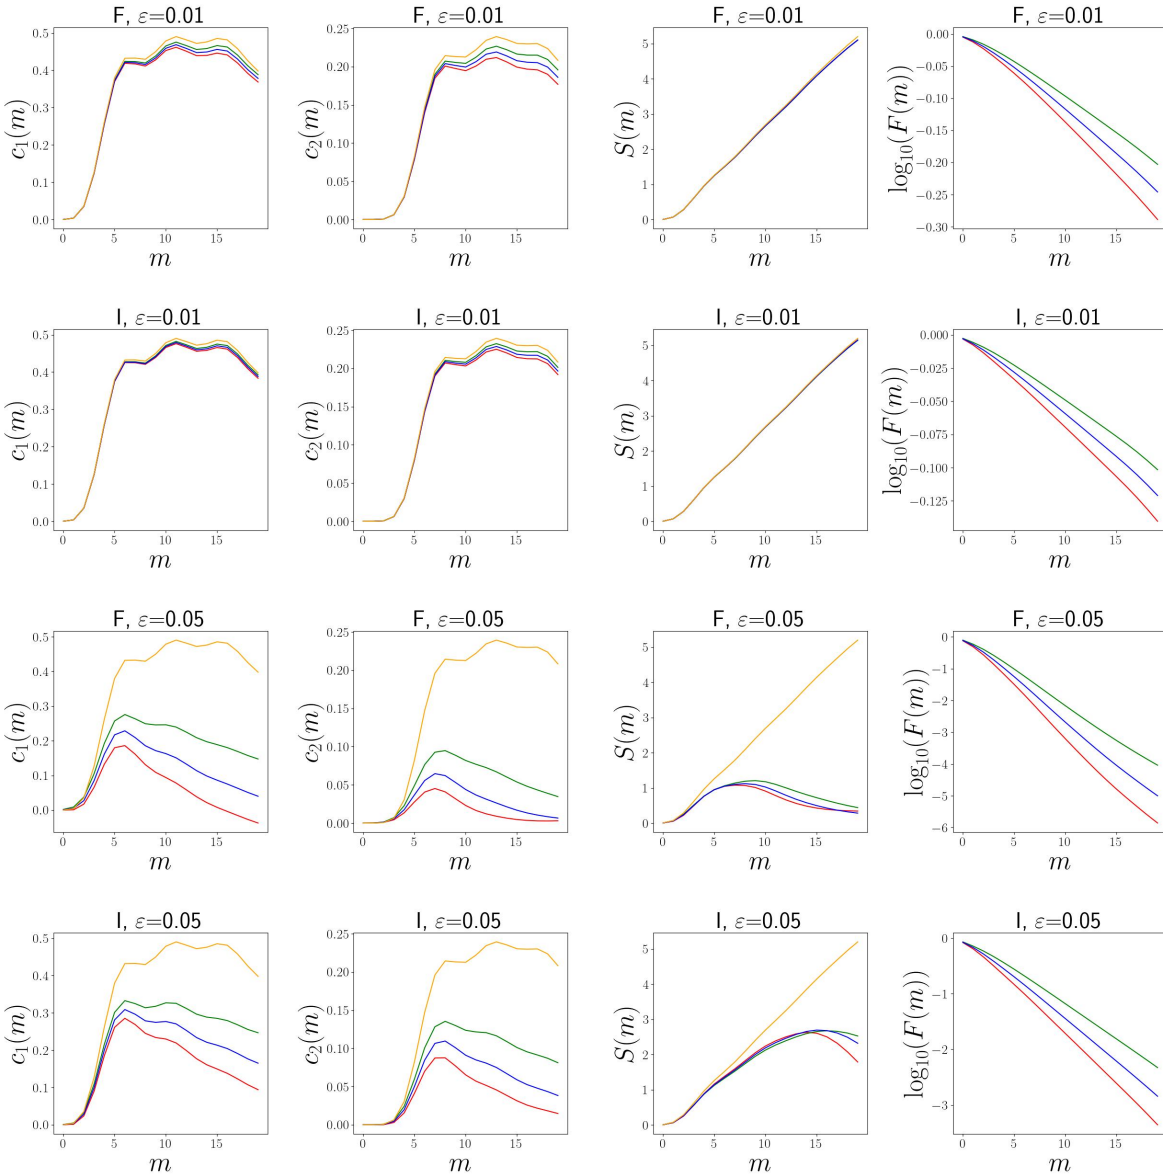 F, ε=0.01
F, ε=0.01
F, ε=0.01
F, ε=0.01
c₁(m)
0.5
0.4
0.3
0.2
0.1
0.0
0 5 10 15
m
c₂(m)
0.25
0.20
0.15
0.10
0.05
0.00
0 5 10 15
m
S(m)
5
4
3
2
1
0
0 5 10 15
m
log₁₀(F(m))
0.00
−0.05
−0.10
−0.15
−0.20
−0.25
−0.30
0 5 10 15
m
I, ε=0.01
I, ε=0.01
I, ε=0.01
I, ε=0.01
c₁(m)
0.5
0.4
0.3
0.2
0.1
0.0
0 5 10 15
m
c₂(m)
0.25
0.20
0.15
0.10
0.05
0.00
0 5 10 15
m
S(m)
5
4
3
2
1
0
0 5 10 15
m
log₁₀(F(m))
0.000
−0.025
−0.050
−0.075
−0.100
−0.125
0 5 10 15
m
F, ε=0.05
F, ε=0.05
F, ε=0.05
F, ε=0.05
c₁(m)
0.5
0.4
0.3
0.2
0.1
0.0
0 5 10 15
m
c₂(m)
0.25
0.20
0.15
0.10
0.05
0.00
0 5 10 15
m
S(m)
5
4
3
2
1
0
0 5 10 15
m
log₁₀(F(m))
0
−1
−2
−3
−4
−5
−6
0 5 10 15
m
I, ε=0.05
I, ε=0.05
I, ε=0.05
I, ε=0.05
c₁(m)
0.5
0.4
0.3
0.2
0.1
0.0
0 5 10 15
m
c₂(m)
0.25
0.20
0.15
0.10
0.05
0.00
0 5 10 15
m
S(m)
5
4
3
2
1
0
0 5 10 15
m
log₁₀(F(m))
0
−1
−2
−3
0 5 10 15
m